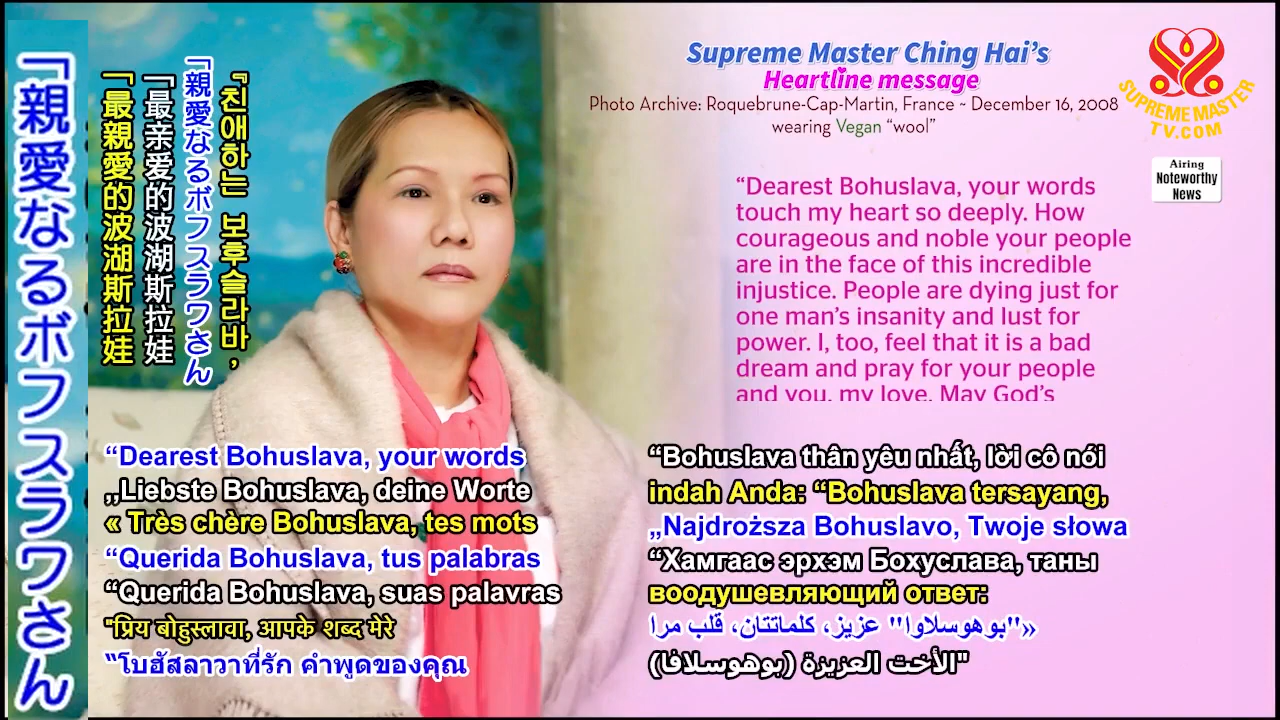 「親愛なるボフスラワさん
『친애하는 보후슬라바,
「親愛なるボフスラワさん
「最亲爱的波湖斯拉娃
「最親愛的波湖斯拉娃
Supreme Master Ching Hai’s
Heartline message
Photo Archive: Roquebrune-Cap-Martin, France ~ December 16, 2008
wearing Vegan “wool”
SUPREME MASTER
TV.COM
Airing
Noteworthy
News
“Dearest Bohuslava, your words
touch my heart so deeply. How
courageous and noble your people
are in the face of this incredible
injustice. People are dying just for
one man’s insanity and lust for
power. I, too, feel that it is a bad
dream and pray for your people
and you, my love. May God’s
“Dearest Bohuslava, your words
„Liebste Bohuslava, deine Worte
« Très chère Bohuslava, tes mots
“Querida Bohuslava, tus palabras
“Querida Bohuslava, suas palavras
"प्रिय बोहुस्लावा, आपके शब्द मेरे
“โบฮัสลาวาที่รัก คำพูดของคุณ
“Bohuslava thân yêu nhất, lời cô nói
indah Anda: “Bohuslava tersayang,
„Najdroższa Bohuslavo, Twoje słowa
“Хамгаас эрхэм Бохуслава, таны
воодушевляющий ответ:
«"بوهوسلاوا" عزیز، کلماتتان، قلب مرا
"الأخت العزيزة (بوهوسلافا)